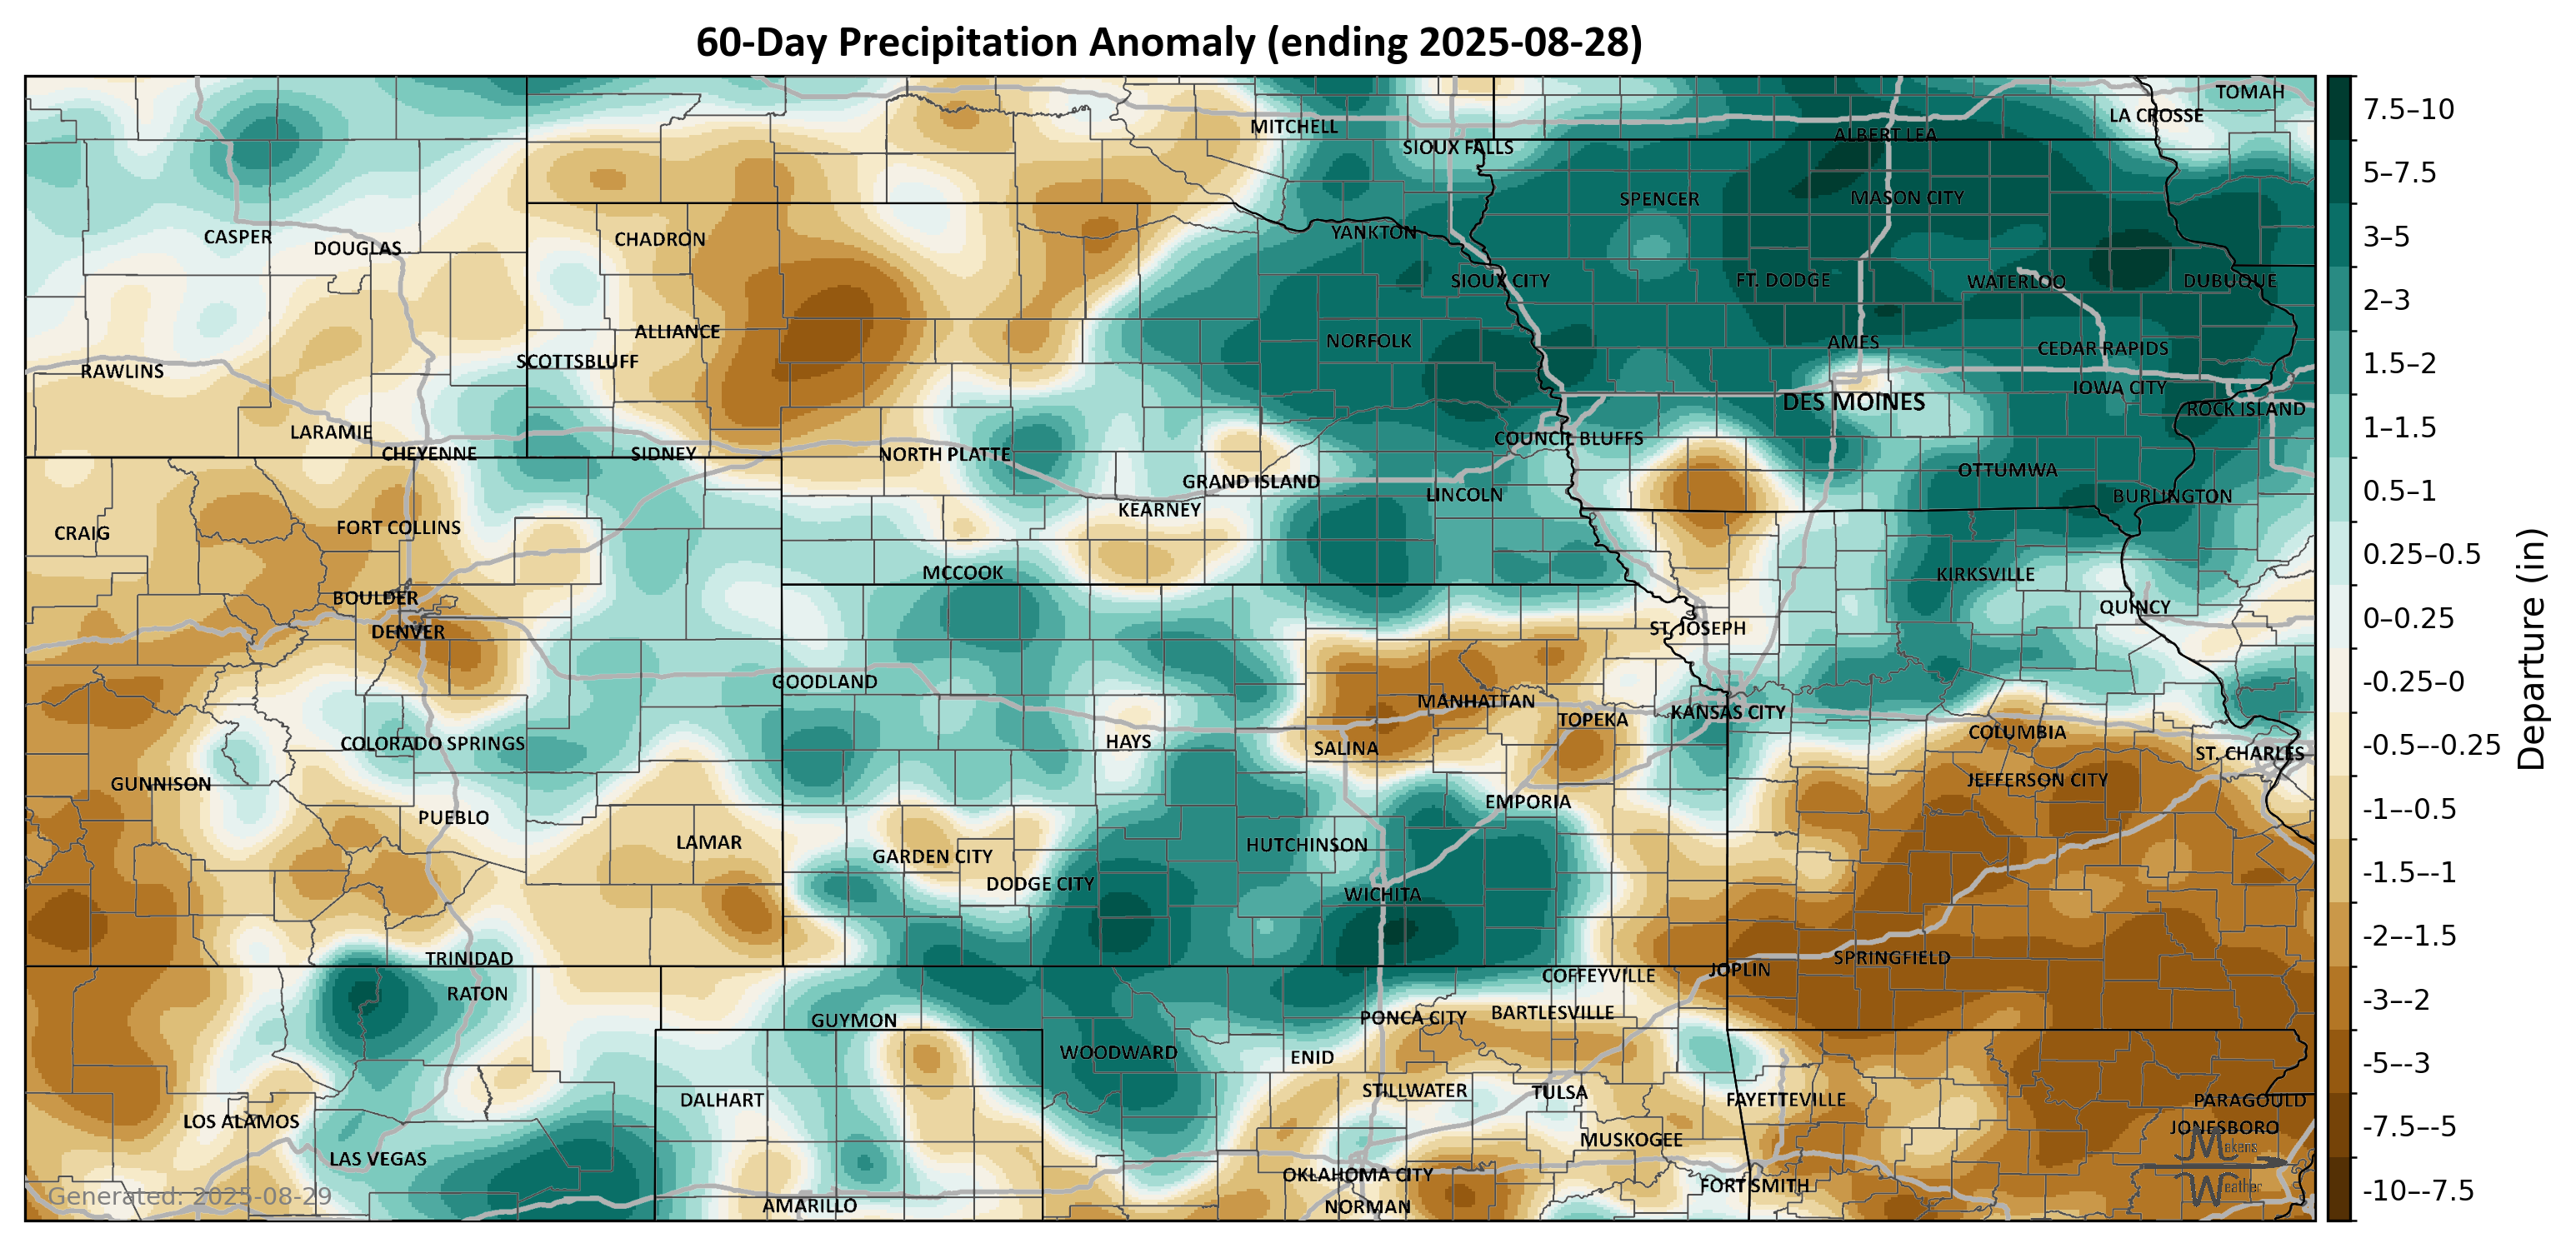 60-Day Precipitation Anomaly (ending 2025-08-28)
TOMAH
LA CROSSE
MITCHELL
ALBERT LEA
SIOUX FALLS
SPENCER
MASON CITY
YANKTON
CASPER
CHADRON
DOUGLAS
SIOUX CITY
FT. DODGE
WATERLOO
DUBUQUE
ALLIANCE
NORFOLK
AMES
CEDAR RAPIDS
SCOTTSBLUFF
RAWLINS
IOWA CITY
DES MOINES
ROCK ISLAND
LARAMIE
COUNCIL BLUFFS
CHEYENNE
SIDNEY
NORTH PLATTE
OTTUMWA
GRAND ISLAND
LINCOLN
BURLINGTON
KEARNEY
CRAIG
FORT COLLINS
MCCOOK
KIRKSVILLE
BOULDER
QUINCY
DENVER
ST. JOSEPH
GOODLAND
MANHATTAN
KANSAS CITY
TOPEKA
COLUMBIA
COLORADO SPRINGS
HAYS
SALINA
ST. CHARLES
GUNNISON
JEFFERSON CITY
EMPORIA
PUEBLO
LAMAR
HUTCHINSON
GARDEN CITY
DODGE CITY
WICHITA
TRINIDAD
SPRINGFIELD
JOPLIN
COFFEYVILLE
RATON
GUYMON
PONCA CITY
BARTLESVILLE
WOODWARD
ENID
STILLWATER
TULSA
DALHART
FAYETTEVILLE
PARAGOULD
LOS ALAMOS
JONESBORO
MUSKOGEE
LAS VEGAS
OKLAHOMA CITY
FORT SMITH
AMARILLO
NORMAN
Generated: 2025-08-29
Makens
Weather
7.5–10
5–7.5
3–5
2–3
1.5–2
1–1.5
0.5–1
0.25–0.5
0–0.25
-0.25–0
-0.5–-0.25
-1–-0.5
-1.5–-1
-2–-1.5
-3–-2
-5–-3
-7.5–-5
-10–-7.5
Departure (in)